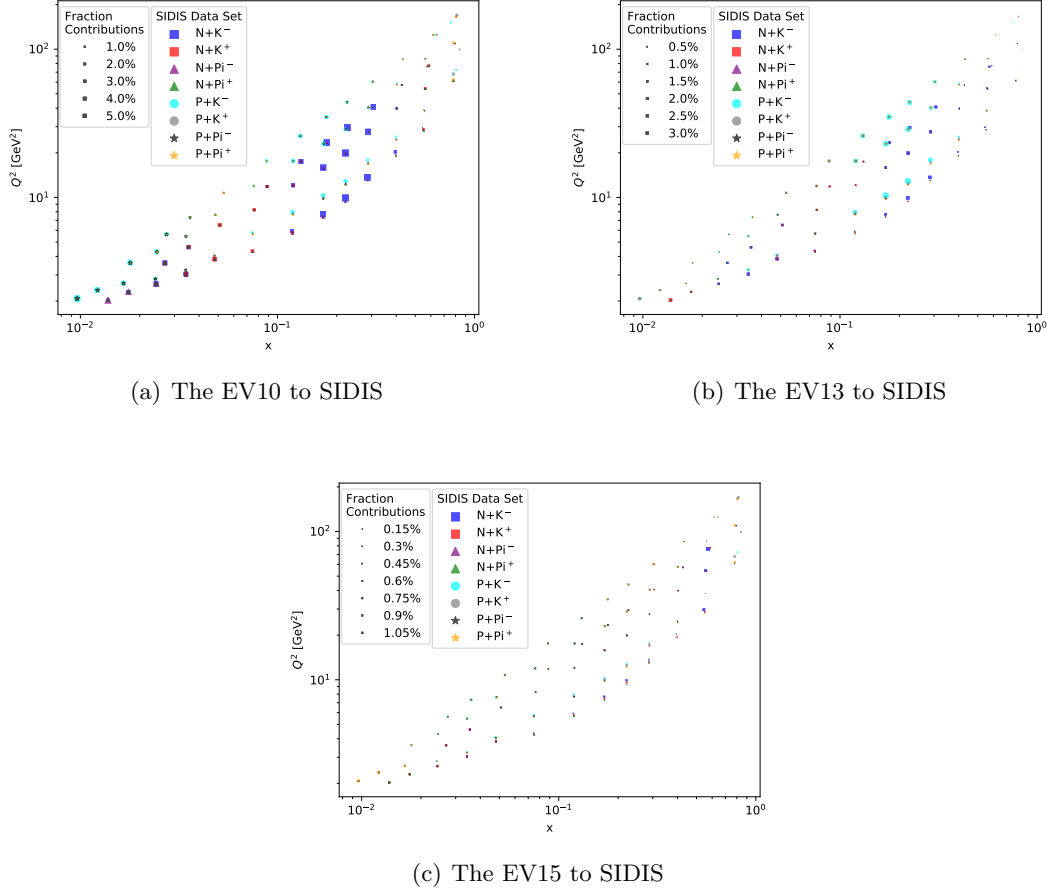 Fraction
Contributions
1.0%
2.0%
3.0%
4.0%
5.0%
SIDIS Data Set
N+K⁻
N+K⁺
N+Pi⁻
N+Pi⁺
P+K⁻
P+K⁺
P+Pi⁻
P+Pi⁺
10²
10¹
Q² [GeV²]
10⁻²
10⁻¹
10⁰
x
(a) The EV10 to SIDIS
Fraction
Contributions
0.5%
1.0%
1.5%
2.0%
2.5%
3.0%
SIDIS Data Set
N+K⁻
N+K⁺
N+Pi⁻
N+Pi⁺
P+K⁻
P+K⁺
P+Pi⁻
P+Pi⁺
10²
10¹
Q² [GeV²]
10⁻²
10⁻¹
10⁰
x
(b) The EV13 to SIDIS
Fraction
Contributions
0.15%
0.3%
0.45%
0.6%
0.75%
0.9%
1.05%
SIDIS Data Set
N+K⁻
N+K⁺
N+Pi⁻
N+Pi⁺
P+K⁻
P+K⁺
P+Pi⁻
P+Pi⁺
10²
10¹
Q² [GeV²]
10⁻²
10⁻¹
10⁰
x
(c) The EV15 to SIDIS